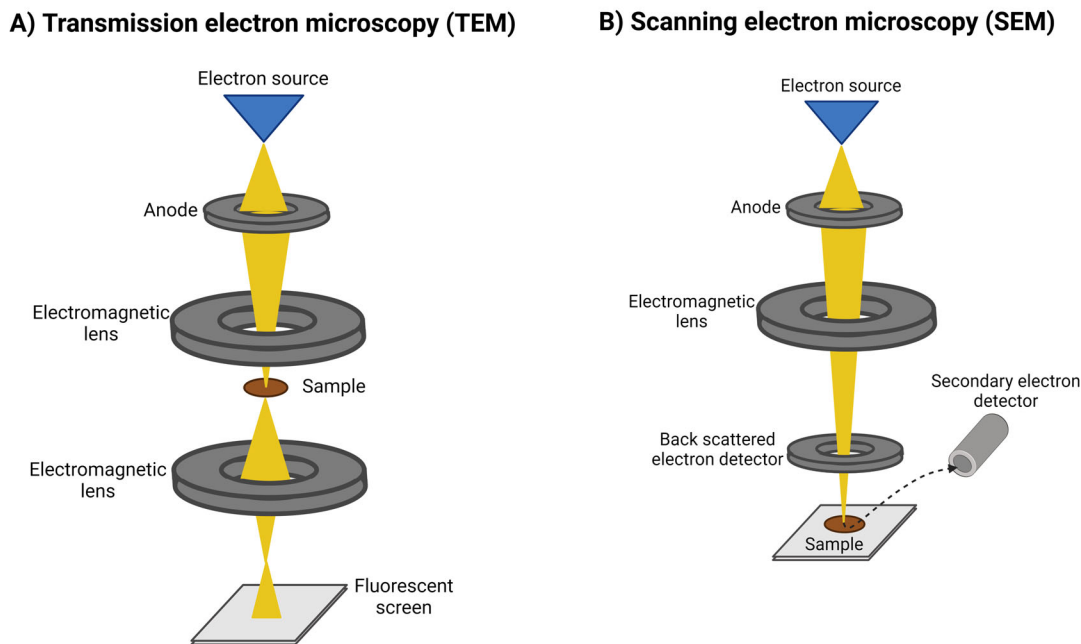 A) Transmission electron microscopy (TEM)
Electron source
Anode
Electromagnetic
lens
Sample
Electromagnetic
lens
Fluorescent
screen
B) Scanning electron microscopy (SEM)
Electron source
Anode
Electromagnetic
lens
Secondary electron
detector
Back scattered
electron detector
Sample